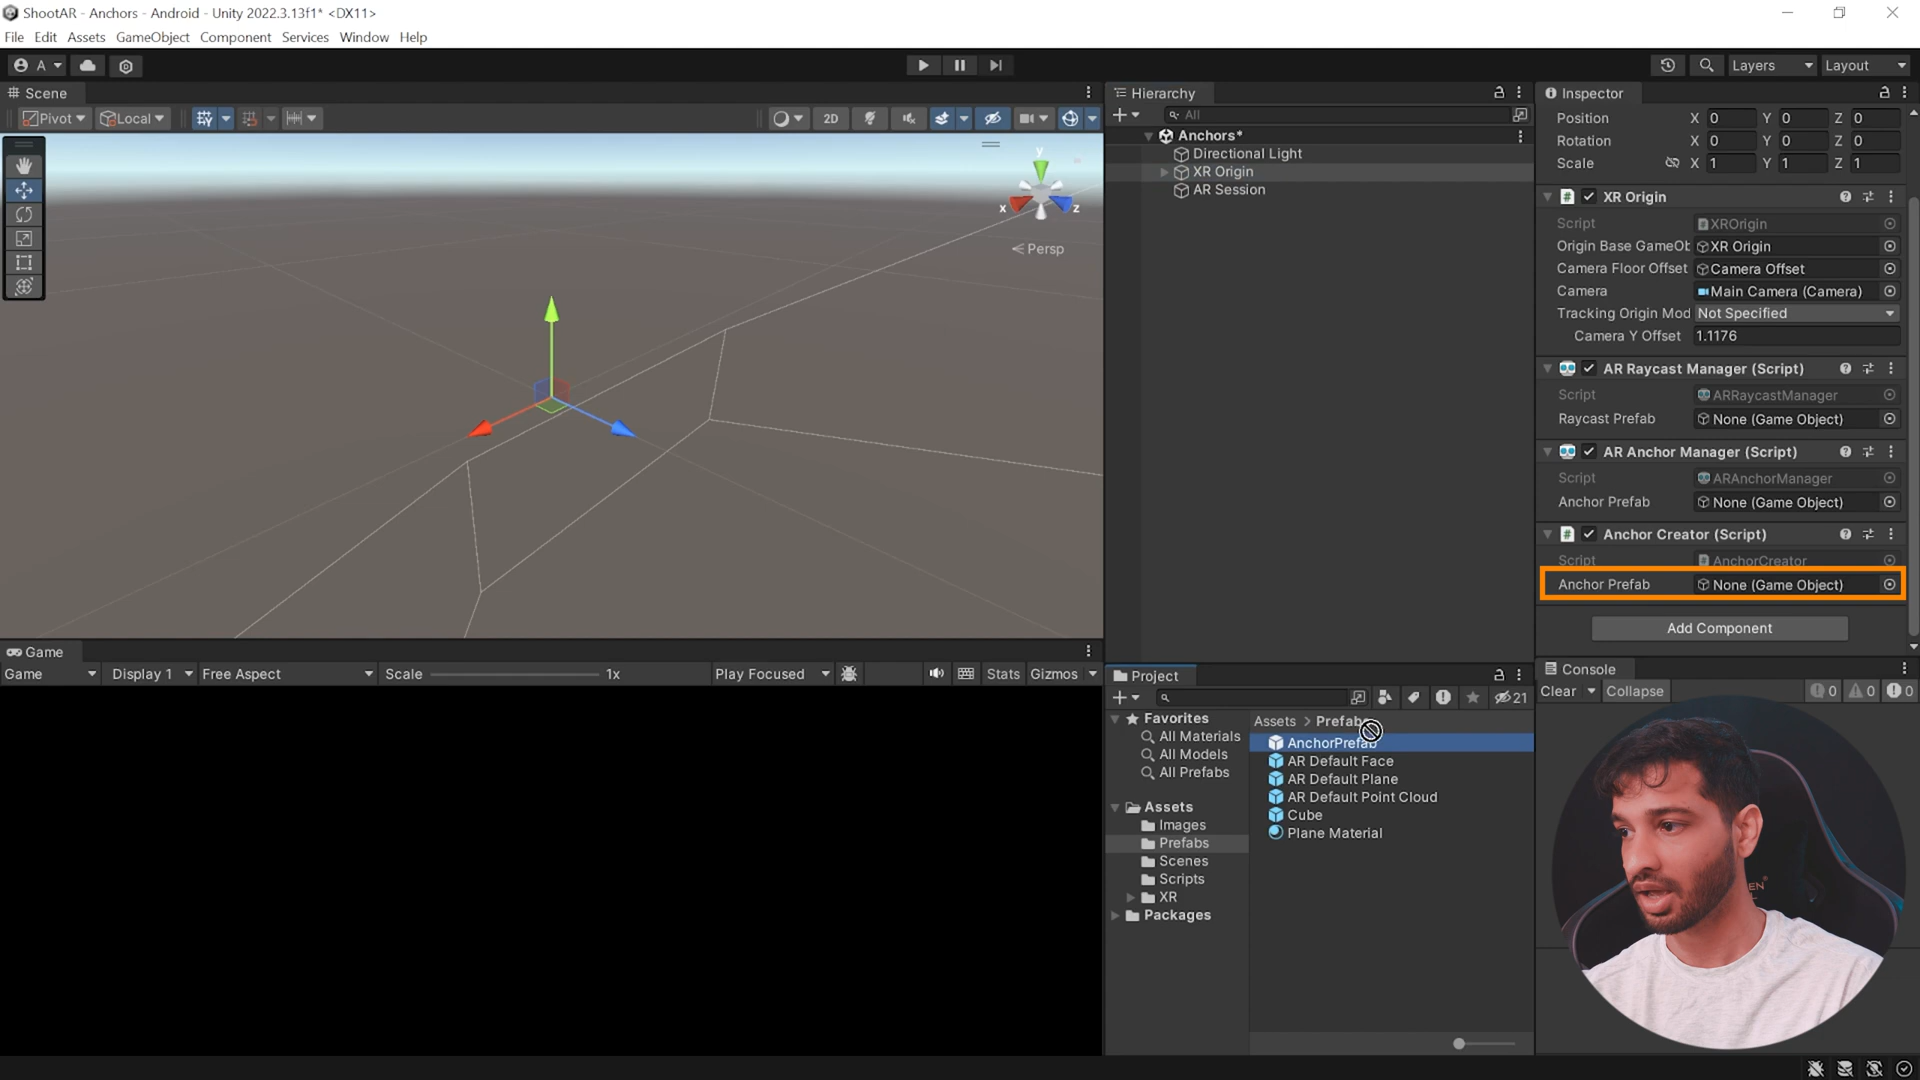 ShootAR - Anchors - Android - Unity 2022.3.13f1* <DX11>
File Edit Assets GameObject Component Services Window Help
A
Layers Layout
Scene
Pivot Local 2D
y
x z
Persp
Hierarchy
All
Anchors*
Directional Light
XR Origin
AR Session
Inspector
Position X 0 Y 0 Z 0
Rotation X 0 Y 0 Z 0
Scale X 1 Y 1 Z 1
XR Origin
Script XROrigin
Origin Base GameOb XR Origin
Camera Floor Offset Camera Offset
Camera Main Camera (Camera)
Tracking Origin Mod Not Specified
Camera Y Offset 1.1176
AR Raycast Manager (Script)
Script ARRaycastManager
Raycast Prefab None (Game Object)
AR Anchor Manager (Script)
Script ARAnchorManager
Anchor Prefab None (Game Object)
Anchor Creator (Script)
Script AnchorCreator
Anchor Prefab None (Game Object)
Add Component
Game
Game Display 1 Free Aspect Scale 1x Play Focused Stats Gizmos
Project
21
Favorites
All Materials
All Models
All Prefabs
Assets
Images
Prefabs
Scenes
Scripts
XR
Packages
Assets > Prefabs
AnchorPrefab
AR Default Face
AR Default Plane
AR Default Point Cloud
Cube
Plane Material
Console
Clear Collapse 0 0 0